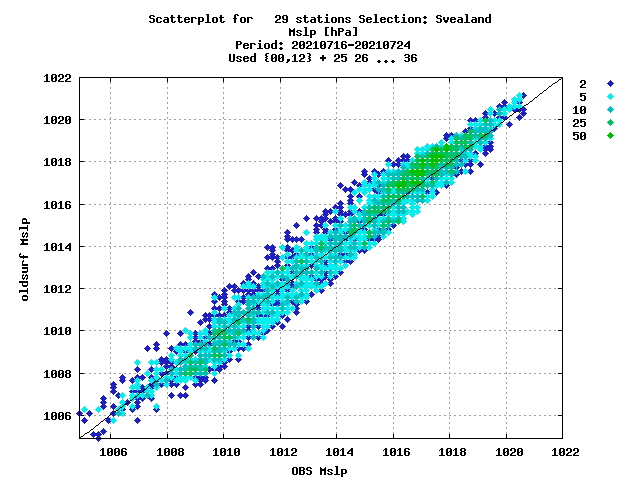 Scatterplot for   29 stations Selection: Svealand
Mslp [hPa]
Period: 20210716-20210724
Used {00,12} + 25 26 ... 36
1022
1020
1018
1016
1014
1012
1010
1008
1006
oldsurf Mslp
2
5
10
25
50
1006 1008 1010 1012 1014 1016 1018 1020 1022
OBS Mslp